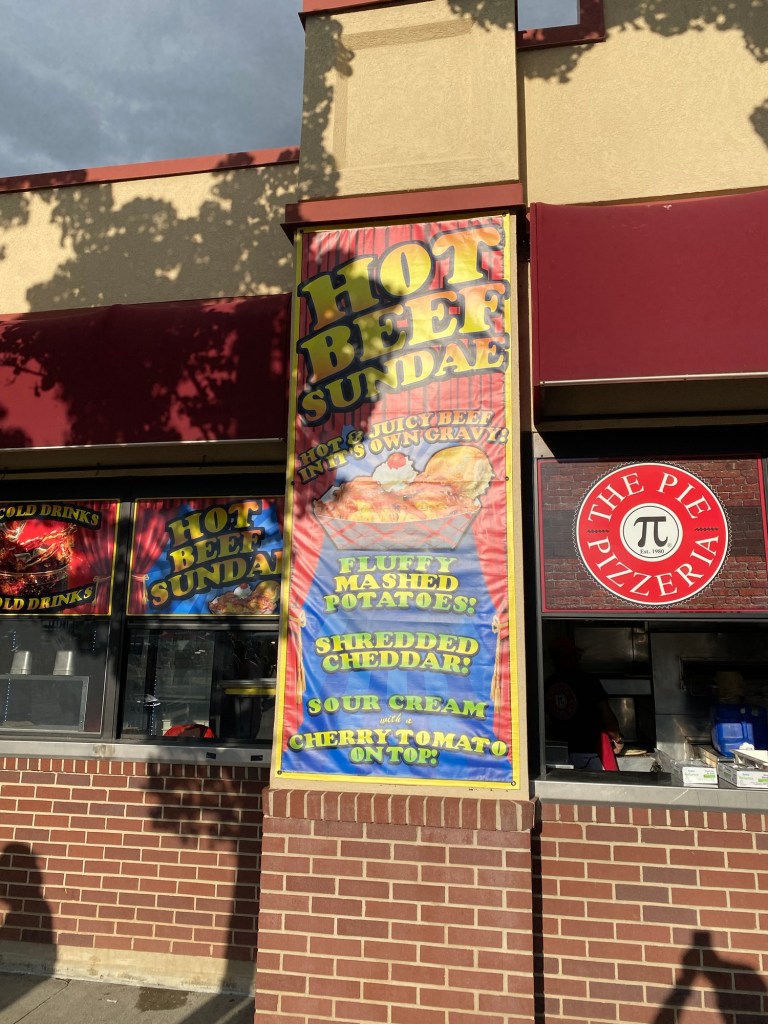 HOT
BEEF
SUNDAE
HOT & JUICY BEEF
IN IT'S OWN GRAVY!
FLUFFY
MASHED
POTATOES!
SHREDDED
CHEDDAR!
SOUR CREAM
with a
CHERRY TOMATO
ON TOP!
COLD DRINKS
OLD DRINKS
HOT
BEEF
SUNDA
THE PIE
π
Est. 1980
PIZZERIA